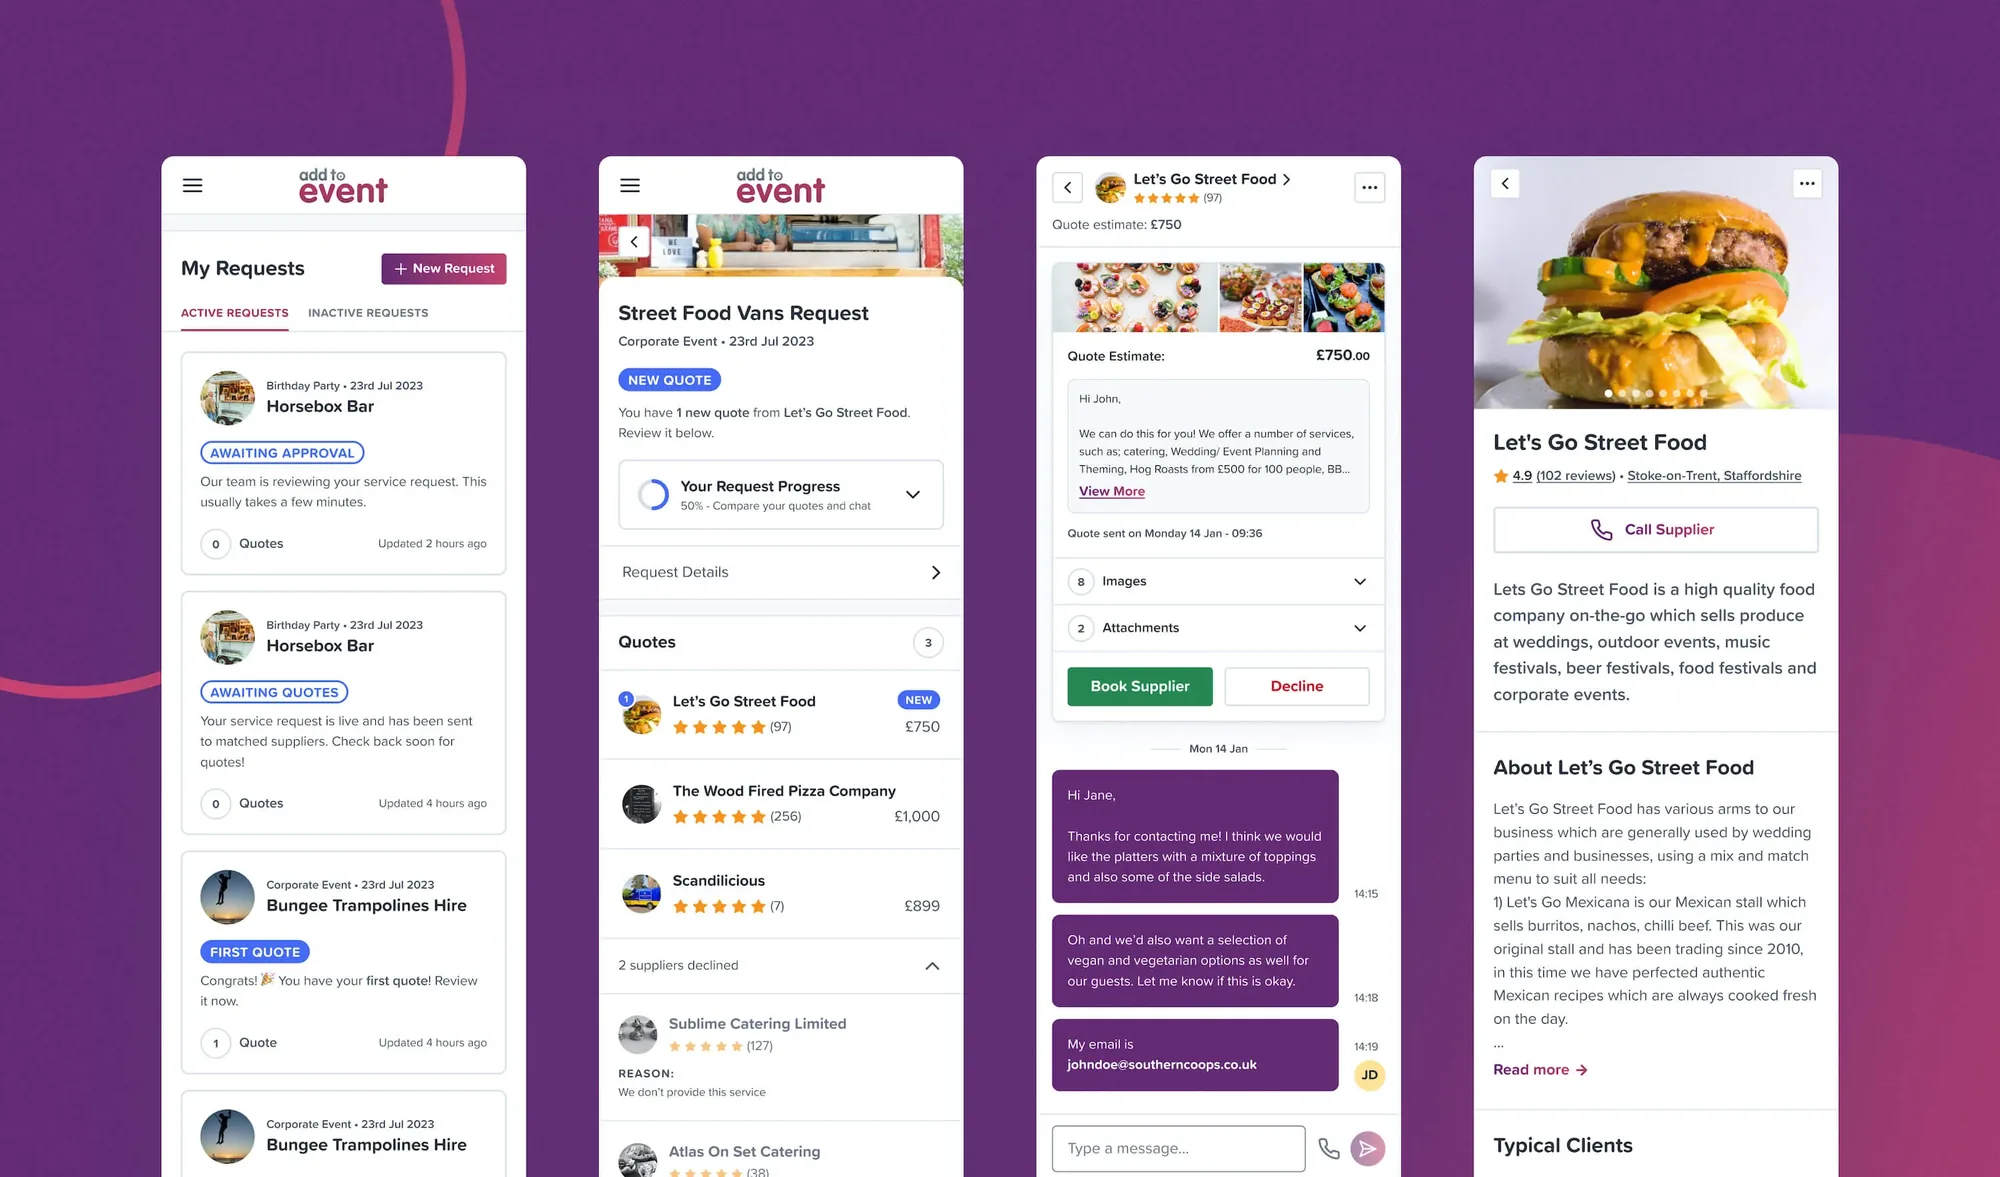 add to
event
My Requests
+ New Request
ACTIVE REQUESTS
INACTIVE REQUESTS
Birthday Party • 23rd Jul 2023
Horsebox Bar
AWAITING APPROVAL
Our team is reviewing your service request. This
usually takes a few minutes.
0 Quotes
Updated 2 hours ago
Birthday Party • 23rd Jul 2023
Horsebox Bar
AWAITING QUOTES
Your service request is live and has been sent
to matched suppliers. Check back soon for
quotes!
0 Quotes
Updated 4 hours ago
Corporate Event • 23rd Jul 2023
Bungee Trampolines Hire
FIRST QUOTE
Congrats! 🎉 You have your first quote! Review
it now.
1 Quote
Updated 4 hours ago
Corporate Event • 23rd Jul 2023
Bungee Trampolines Hire
add to
event
WE
LOVE
Street Food Vans Request
Corporate Event • 23rd Jul 2023
NEW QUOTE
You have 1 new quote from Let's Go Street Food.
Review it below.
Your Request Progress
50% - Compare your quotes and chat
Request Details
Quotes
3
1
Let's Go Street Food
NEW
(97)
£750
The Wood Fired Pizza Company
(256)
£1,000
Scandilicious
(7)
£899
2 suppliers declined
Sublime Catering Limited
(127)
REASON:
We don't provide this service
Atlas On Set Catering
(38)
Let's Go Street Food
(97)
Quote estimate: £750
Quote Estimate:
£750.00
Hi John,
We can do this for you! We offer a number of services,
such as; catering, Wedding/ Event Planning and
Theming, Hog Roasts from £500 for 100 people, BB...
View More
Quote sent on Monday 14 Jan - 09:36
8 Images
2 Attachments
Book Supplier
Decline
Mon 14 Jan
Hi Jane,
Thanks for contacting me! I think we would
like the platters with a mixture of toppings
and also some of the side salads.
14:15
Oh and we'd also want a selection of
vegan and vegetarian options as well for
our guests. Let me know if this is okay.
14:18
My email is
johndoe@southerncoops.co.uk
14:19
JD
Type a message...
Let's Go Street Food
4.9 (102 reviews) • Stoke-on-Trent, Staffordshire
Call Supplier
Lets Go Street Food is a high quality food
company on-the-go which sells produce
at weddings, outdoor events, music
festivals, beer festivals, food festivals and
corporate events.
About Let's Go Street Food
Let's Go Street Food has various arms to our
business which are generally used by wedding
parties and businesses, using a mix and match
menu to suit all needs:
1) Let's Go Mexicana is our Mexican stall which
sells burritos, nachos, chilli beef. This was our
original stall and has been trading since 2010,
in this time we have perfected authentic
Mexican recipes which are always cooked fresh
on the day.
...
Read more →
Typical Clients